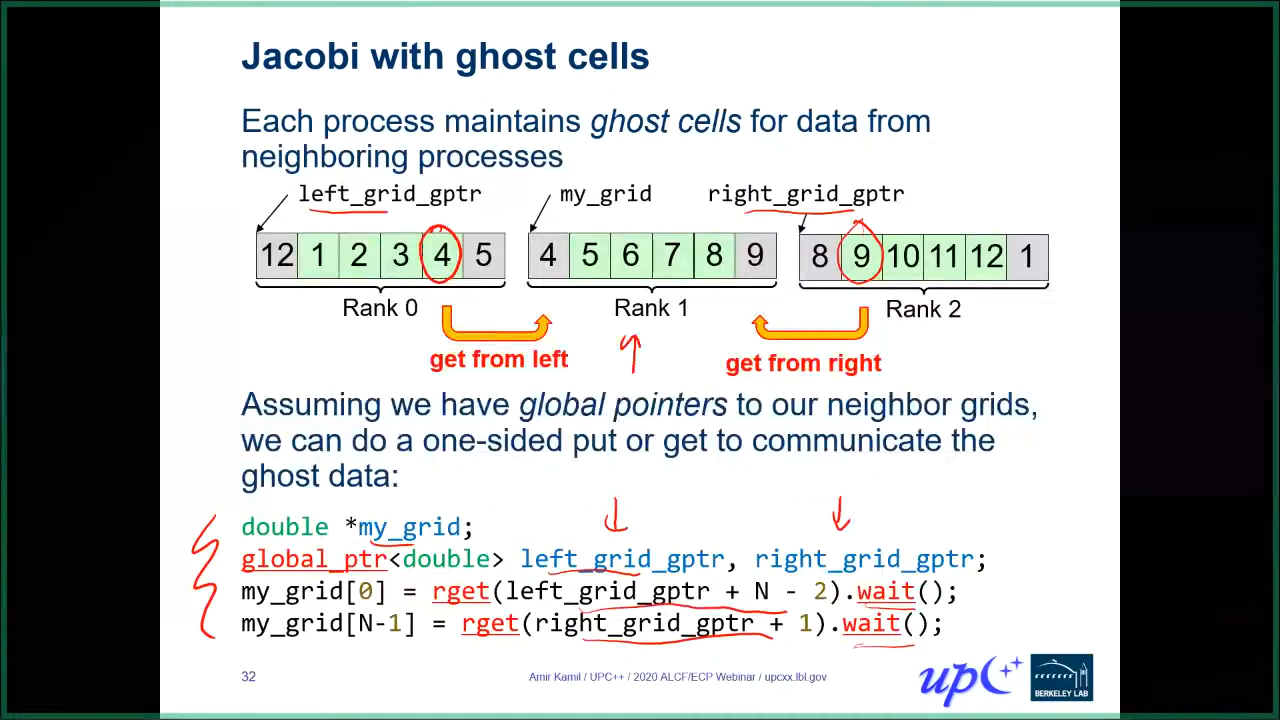 Jacobi with ghost cells
Each process maintains ghost cells for data from
neighboring processes
left_grid_gptr my_grid right_grid_gptr
12 1 2 3 4 5 4 5 6 7 8 9 8 9 10 11 12 1
Rank 0 Rank 1 Rank 2
get from left get from right
Assuming we have global pointers to our neighbor grids,
we can do a one-sided put or get to communicate the
ghost data:
double *my_grid;
global_ptr<double> left_grid_gptr, right_grid_gptr;
my_grid[0] = rget(left_grid_gptr + N - 2).wait();
my_grid[N-1] = rget(right_grid_gptr + 1).wait();
32 Amir Kamil / UPC++ / 2020 ALCF/ECP Webinar / upcxx.lbl.gov upc++ BERKELEY LAB